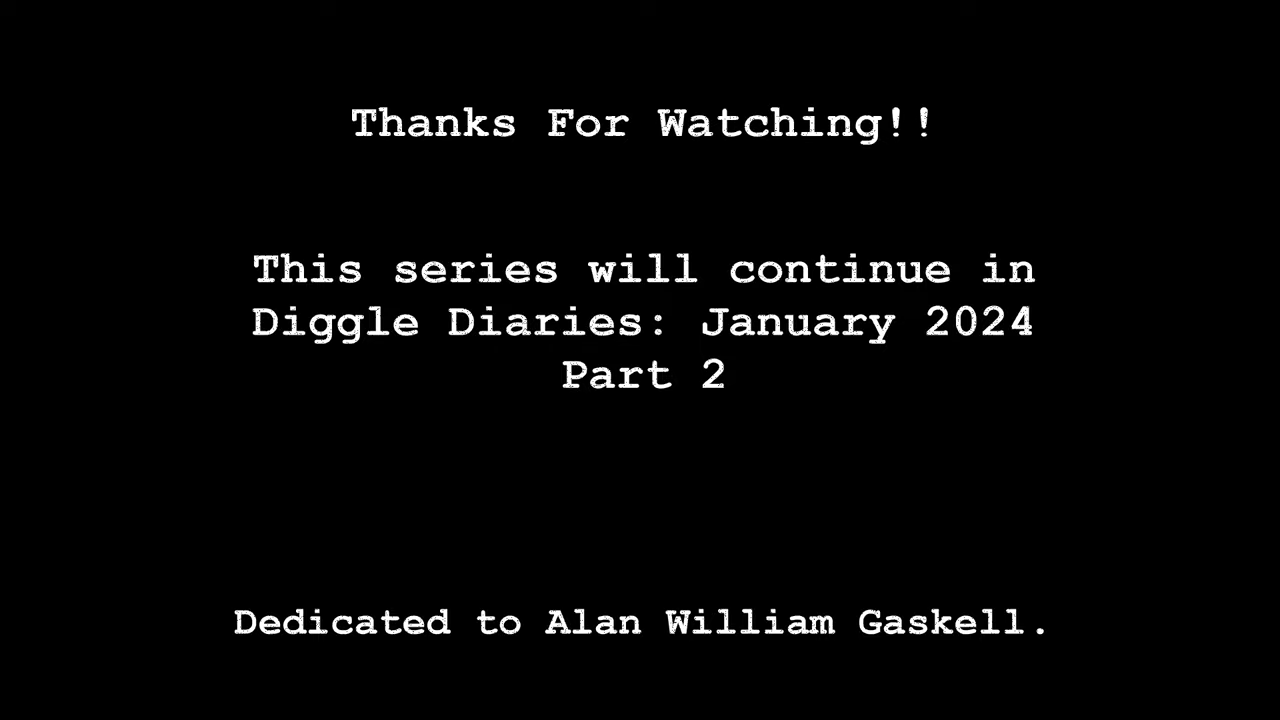 Thanks For Watching!!
This series will continue in
Diggle Diaries: January 2024
Part 2
Dedicated to Alan William Gaskell.